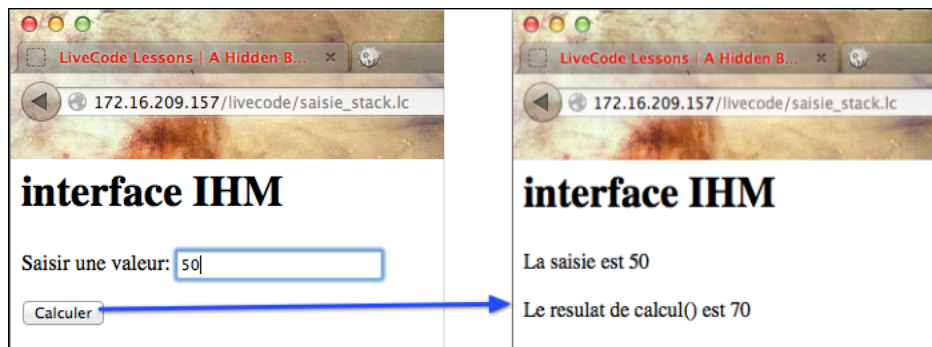 LiveCode Lessons | A Hidden B...
172.16.209.157/livecode/saisie_stack.lc
interface IHM
Saisir une valeur: 50
Calculer
LiveCode Lessons | A Hidden B...
172.16.209.157/livecode/saisie_stack.lc
interface IHM
La saisie est 50
Le resulat de calcul() est 70